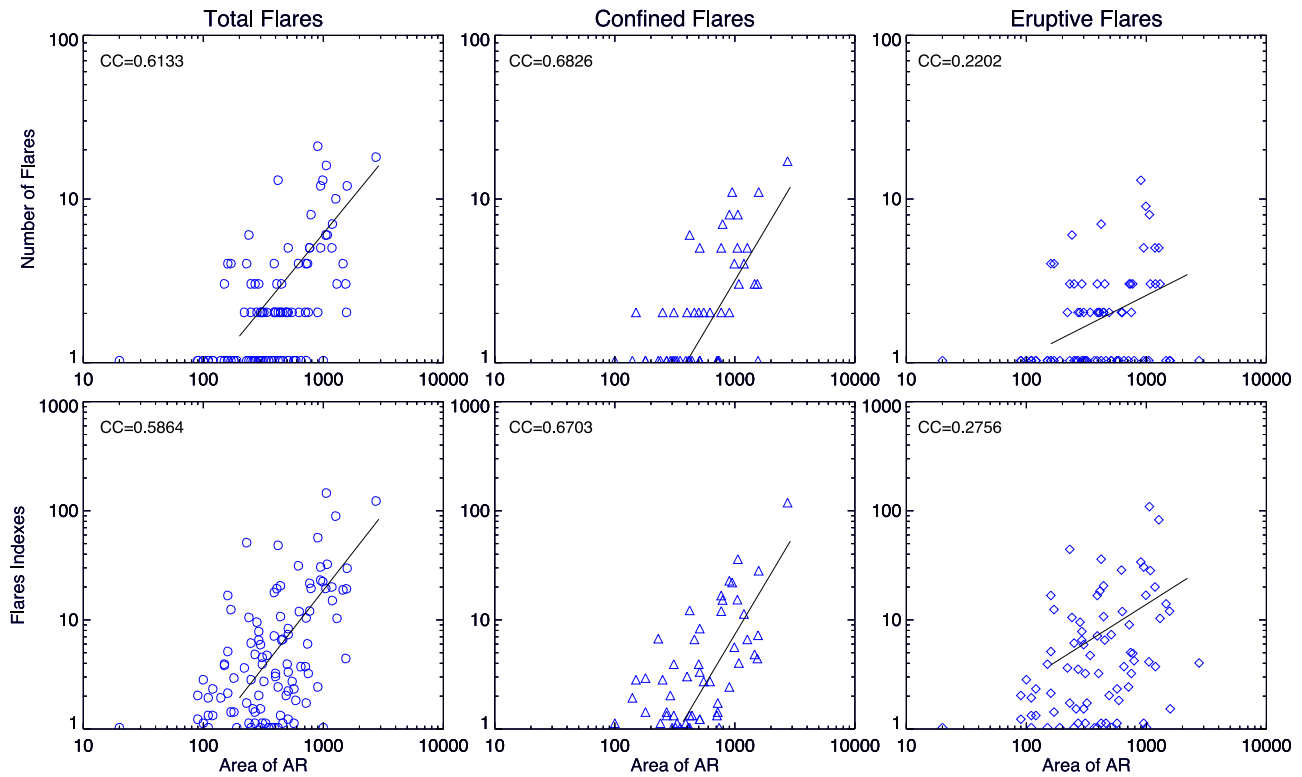 Total Flares Confined Flares Eruptive Flares
100 100 100
CC=0.6133 CC=0.6826 CC=0.2202
Number of Flares
10 10 10
1 1 1
10 100 1000 10000 10 100 1000 10000 10 100 1000 10000
1000 1000 1000
CC=0.5864 CC=0.6703 CC=0.2756
Flares Indexes
100 100 100
10 10 10
1 1 1
10 100 1000 10000 10 100 1000 10000 10 100 1000 10000
Area of AR Area of AR Area of AR